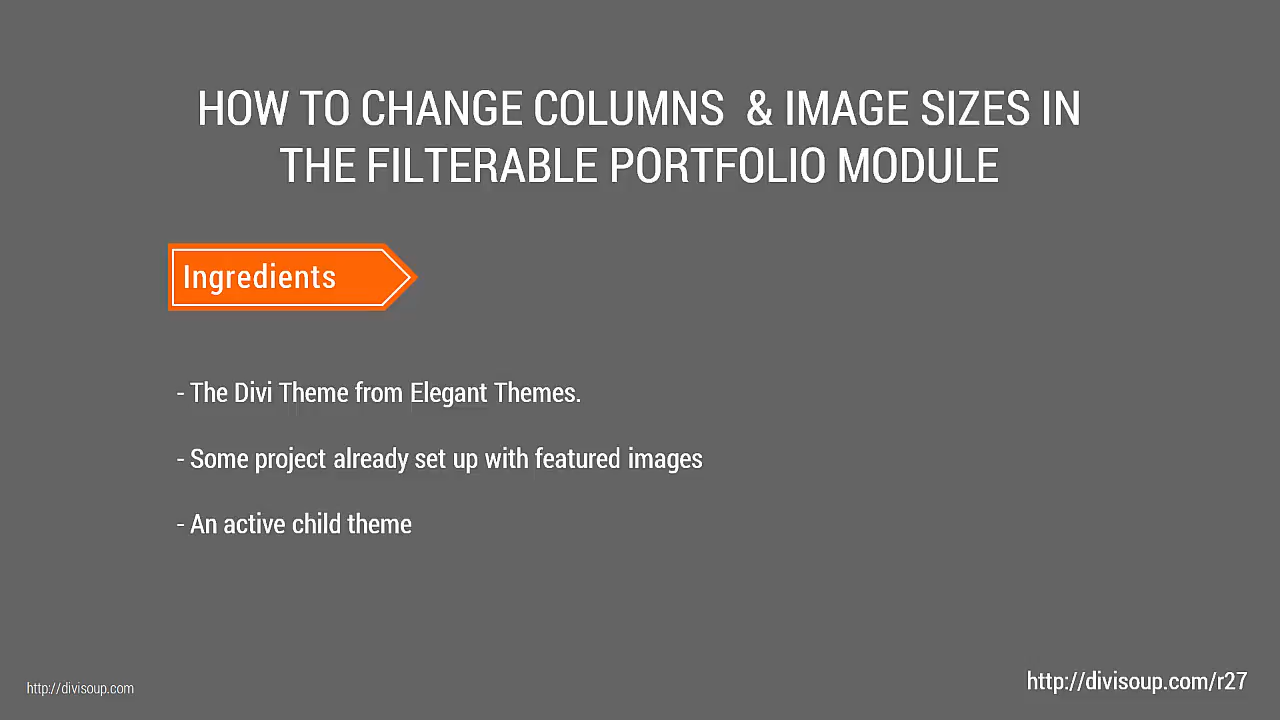 HOW TO CHANGE COLUMNS & IMAGE SIZES IN
THE FILTERABLE PORTFOLIO MODULE
Ingredients
- The Divi Theme from Elegant Themes.
- Some project already set up with featured images
- An active child theme
http://divisoup.com
http://divisoup.com/r27